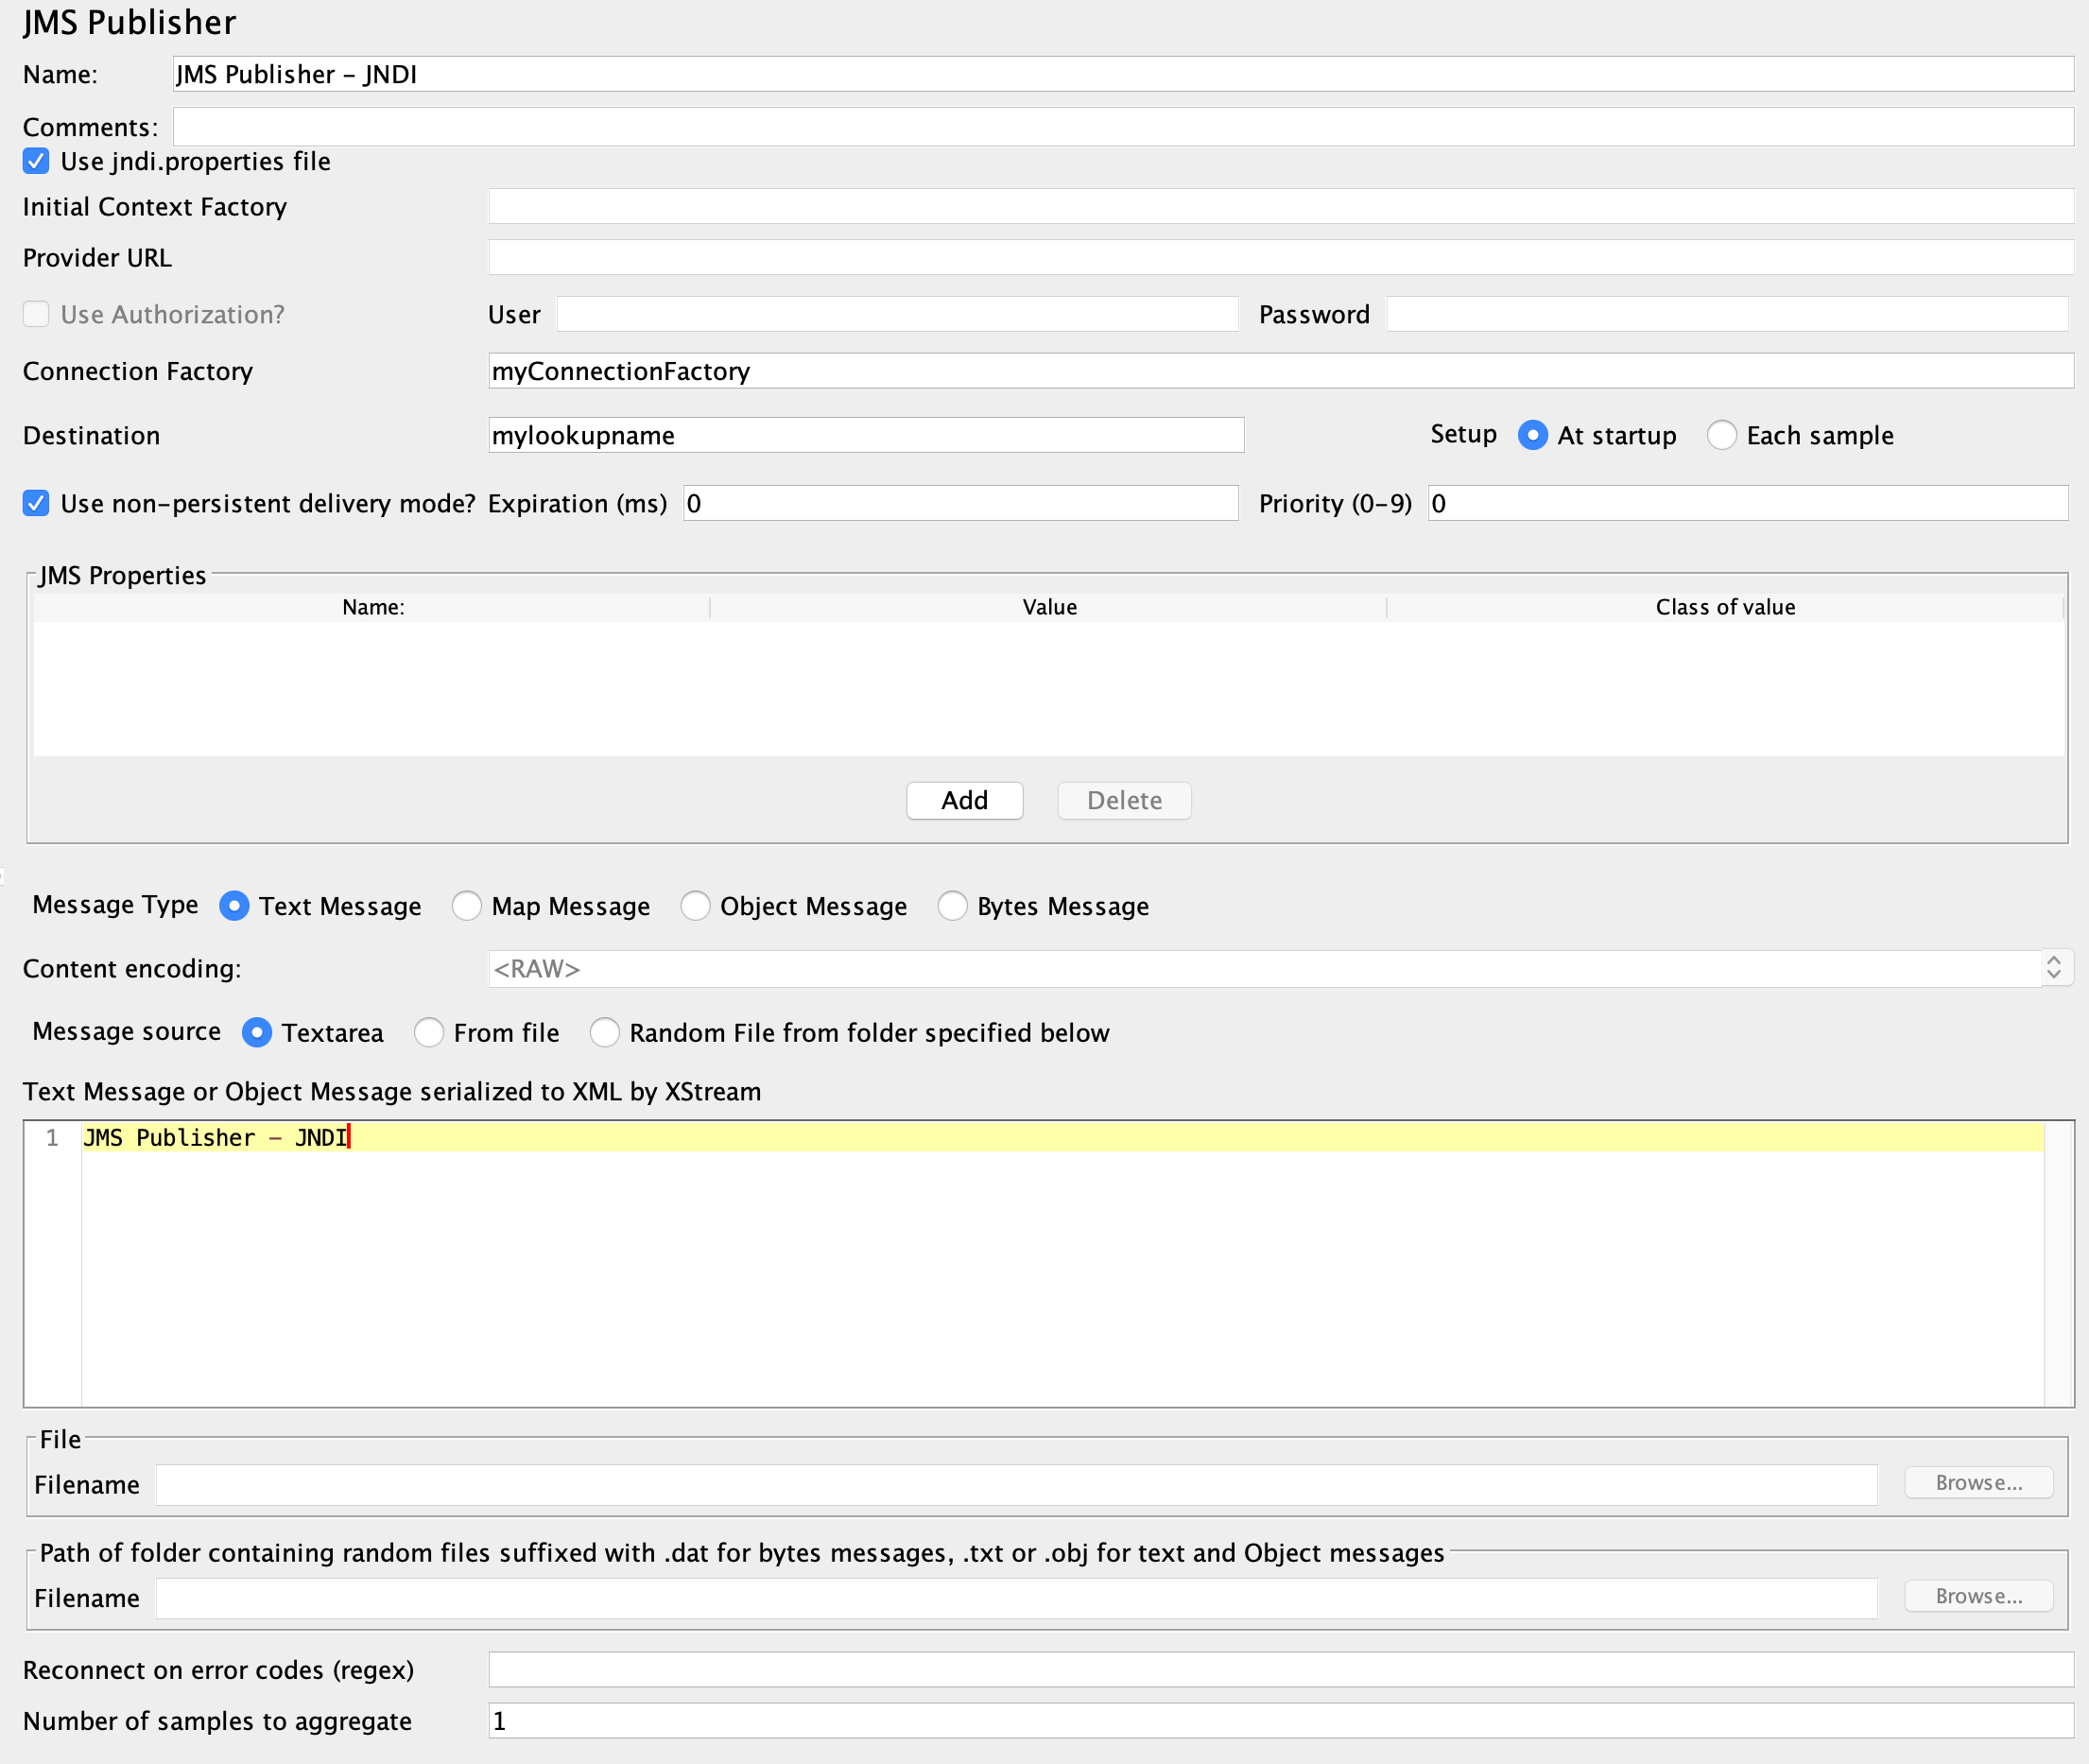 JMS Publisher
Name: JMS Publisher – JNDI
Comments:
Use jndi.properties file
Initial Context Factory
Provider URL
Use Authorization? User Password
Connection Factory myConnectionFactory
Destination mylookupname Setup At startup Each sample
Use non-persistent delivery mode? Expiration (ms) 0 Priority (0-9) 0
JMS Properties
Name: Value Class of value
Add Delete
Message Type Text Message Map Message Object Message Bytes Message
Content encoding: <RAW>
Message source Textarea From file Random File from folder specified below
Text Message or Object Message serialized to XML by XStream
1 JMS Publisher – JNDI
File
Filename Browse...
Path of folder containing random files suffixed with .dat for bytes messages, .txt or .obj for text and Object messages
Filename Browse...
Reconnect on error codes (regex)
Number of samples to aggregate 1